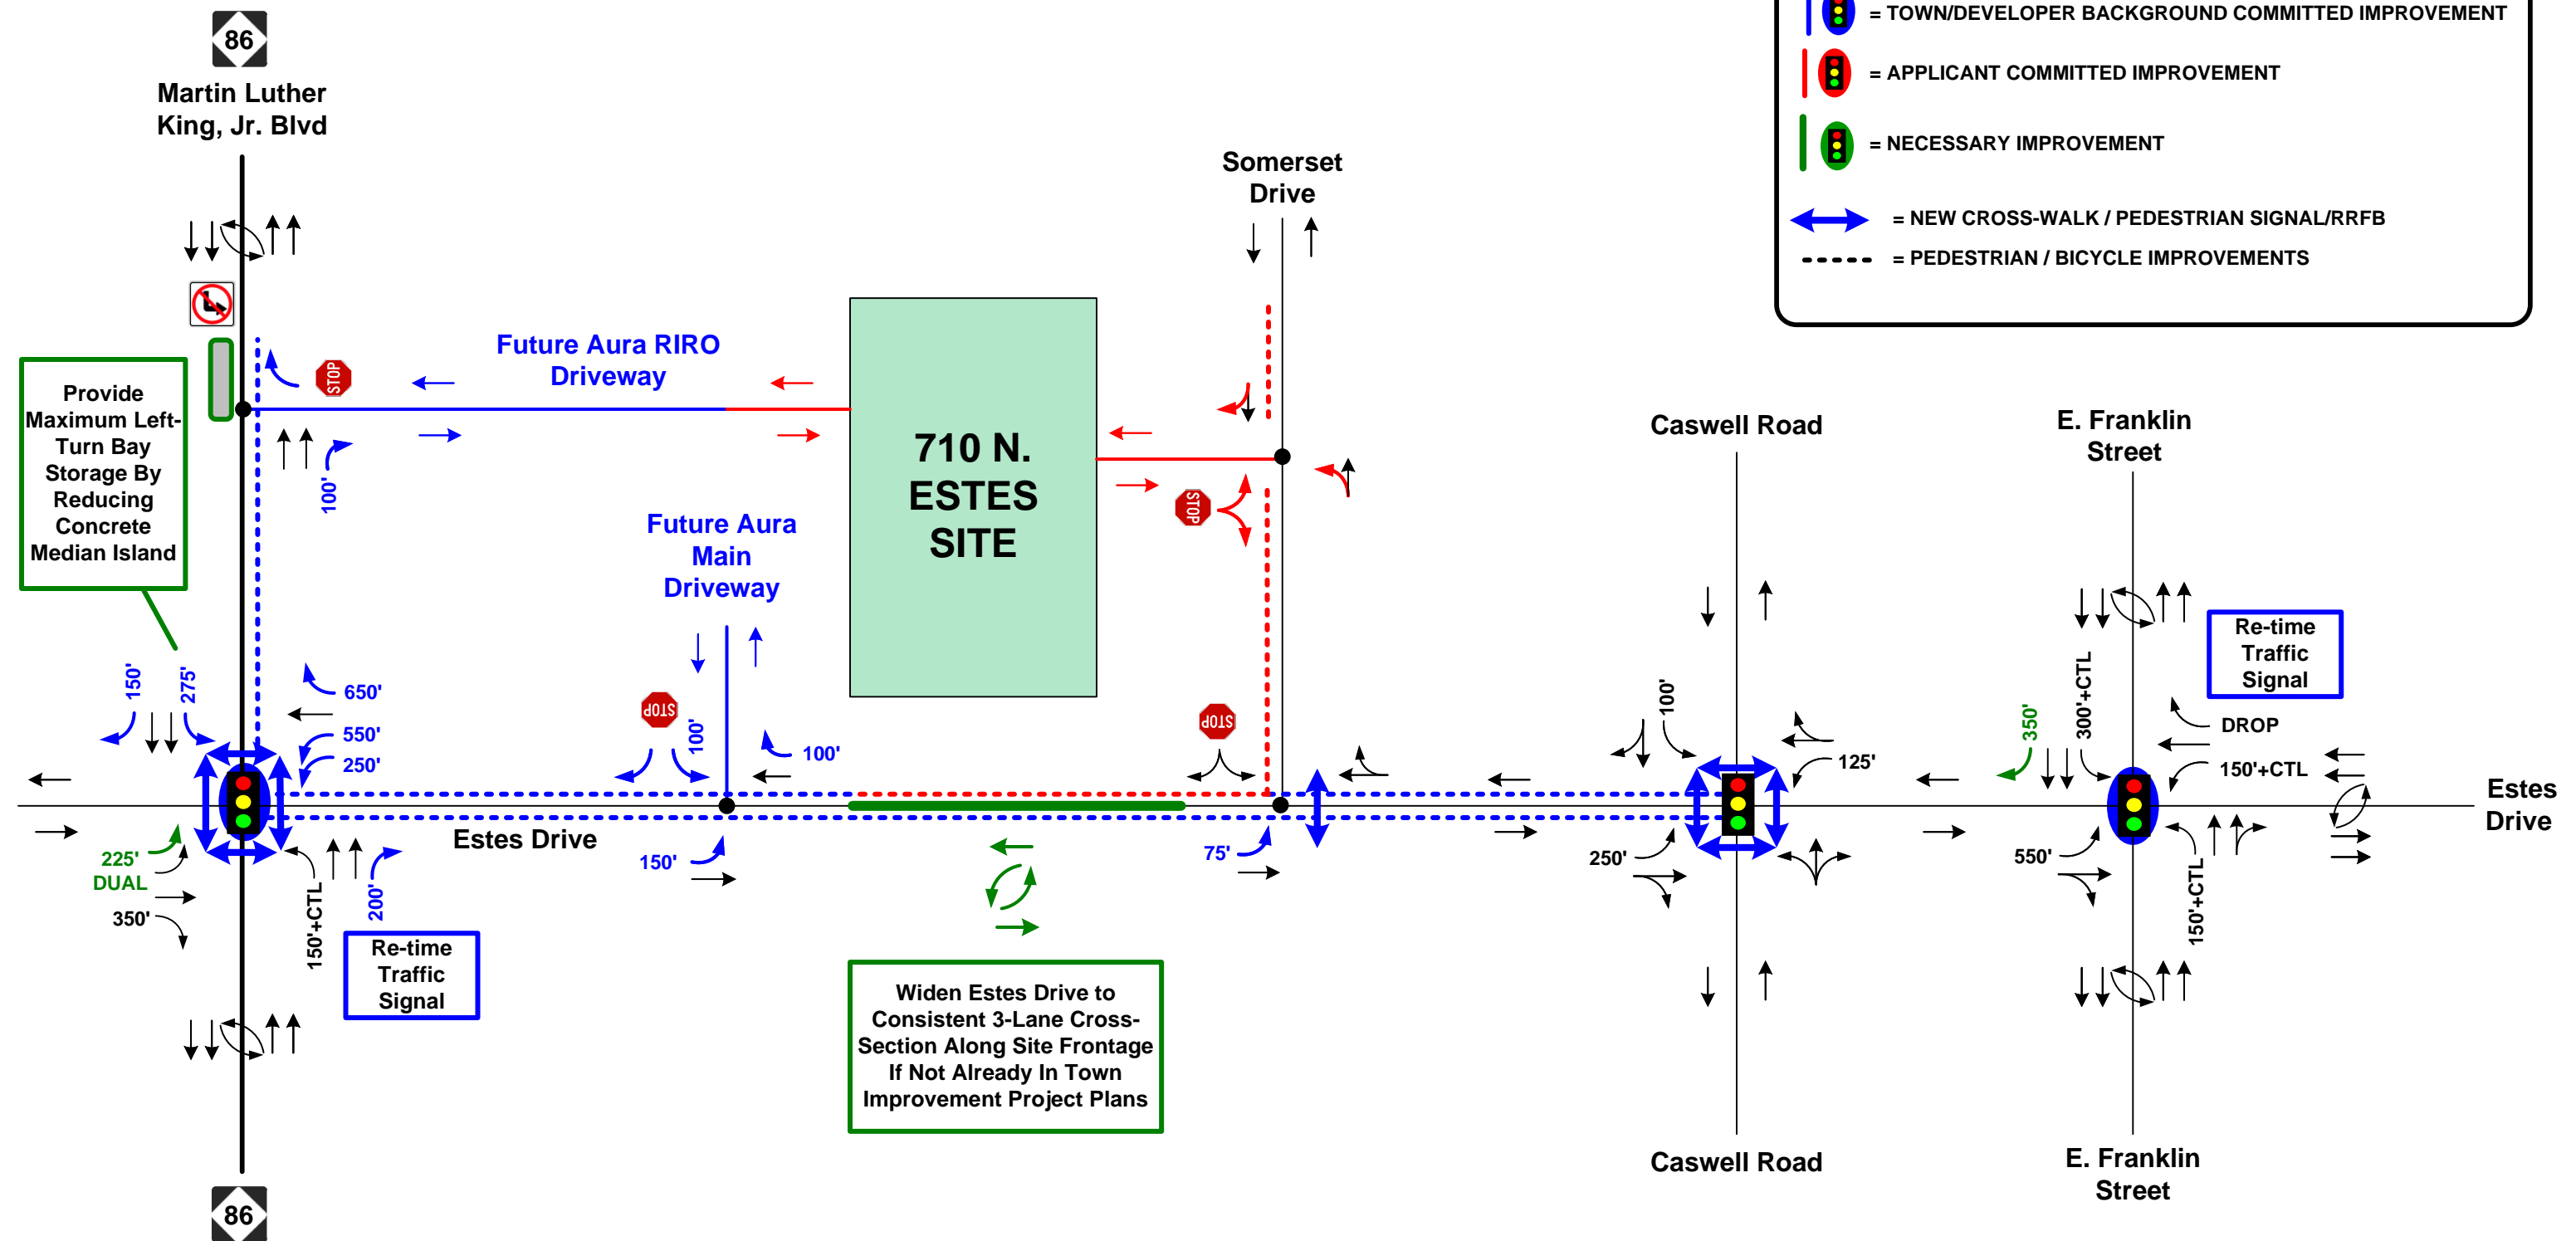 86
Martin Luther
King, Jr. Blvd
= TOWN/DEVELOPER BACKGROUND COMMITTED IMPROVEMENT
= APPLICANT COMMITTED IMPROVEMENT
= NECESSARY IMPROVEMENT
= NEW CROSS-WALK / PEDESTRIAN SIGNAL/RRFB
= PEDESTRIAN / BICYCLE IMPROVEMENTS
Somerset
Drive
Provide
Maximum Left-
Turn Bay
Storage By
Reducing
Concrete
Median Island
STOP
Future Aura RIRO
Driveway
100'
710 N.
ESTES
SITE
STOP
Future Aura
Main
Driveway
Caswell Road
E. Franklin
Street
Re-time
Traffic
Signal
150'
275'
650'
550'
250'
STOP
100'
100'
STOP
100'
125'
350'
300'+CTL
DROP
150'+CTL
Estes
Drive
225'
DUAL
350'
150'+CTL
200'
Estes Drive
150'
75'
250'
550'
150'+CTL
Re-time
Traffic
Signal
Widen Estes Drive to
Consistent 3-Lane Cross-
Section Along Site Frontage
If Not Already In Town
Improvement Project Plans
Caswell Road
E. Franklin
Street
86